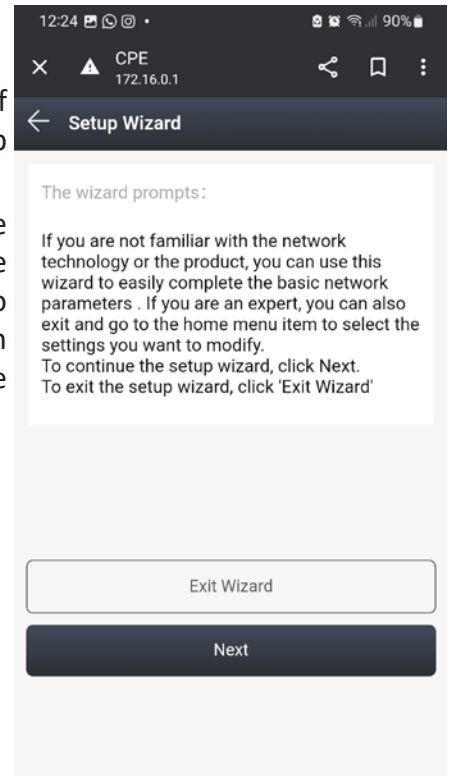 12:24
90%
CPE
172.16.0.1
Setup Wizard
The wizard prompts:
If you are not familiar with the network
technology or the product, you can use this
wizard to easily complete the basic network
parameters . If you are an expert, you can also
exit and go to the home menu item to select the
settings you want to modify.
To continue the setup wizard, click Next.
To exit the setup wizard, click 'Exit Wizard'
Exit Wizard
Next